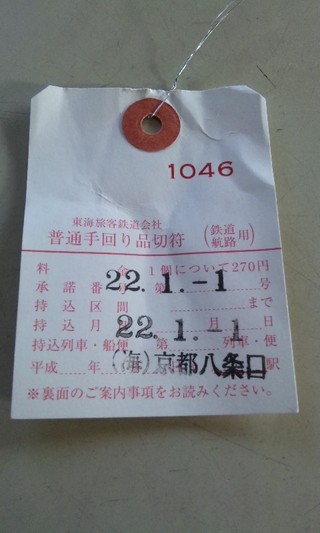 1046
東海旅客鉄道会社
普通手回り品切符 (鉄道航路用)
料 金 1個について270円
承諾番号 第 号
22.1.-1
持込区間 まで
持込月 月 日
22.1.-1
持込列車・船便 第 列車・便
(海)京都八条口
平成 年 駅
※裏面のご案内事項をお読みください。